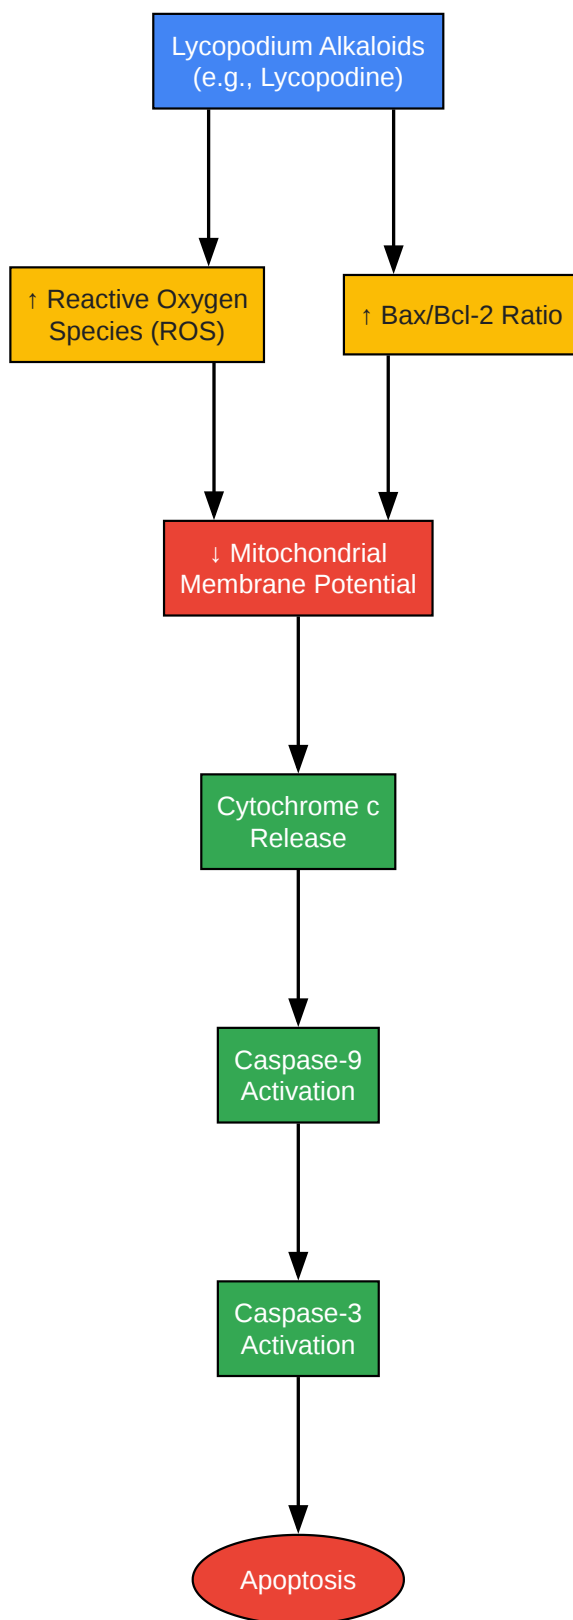 Lycopodium Alkaloids
(e.g., Lycopodine)
↑ Reactive Oxygen
Species (ROS)
↑ Bax/Bcl-2 Ratio
↓ Mitochondrial
Membrane Potential
Cytochrome c
Release
Caspase-9
Activation
Caspase-3
Activation
Apoptosis